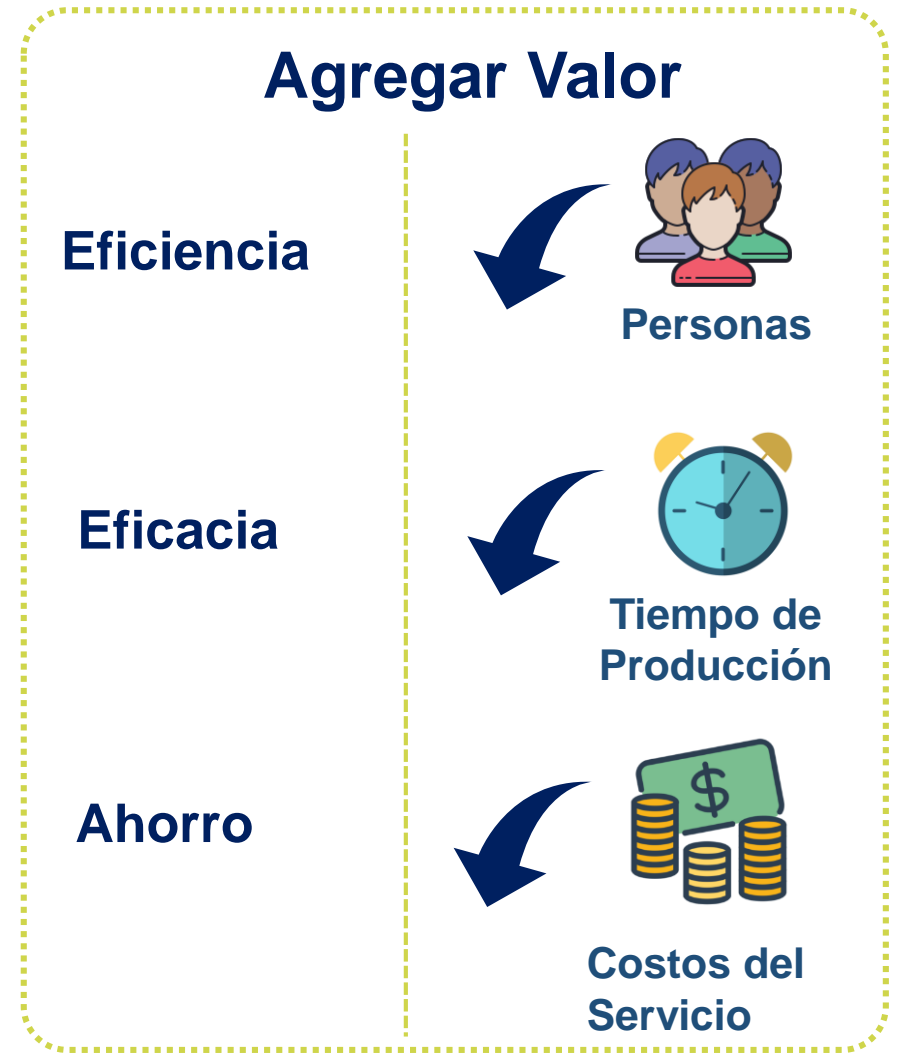 Agregar Valor
Eficiencia
Personas
Eficacia
Tiempo de
Producción
Ahorro
$
Costos del
Servicio